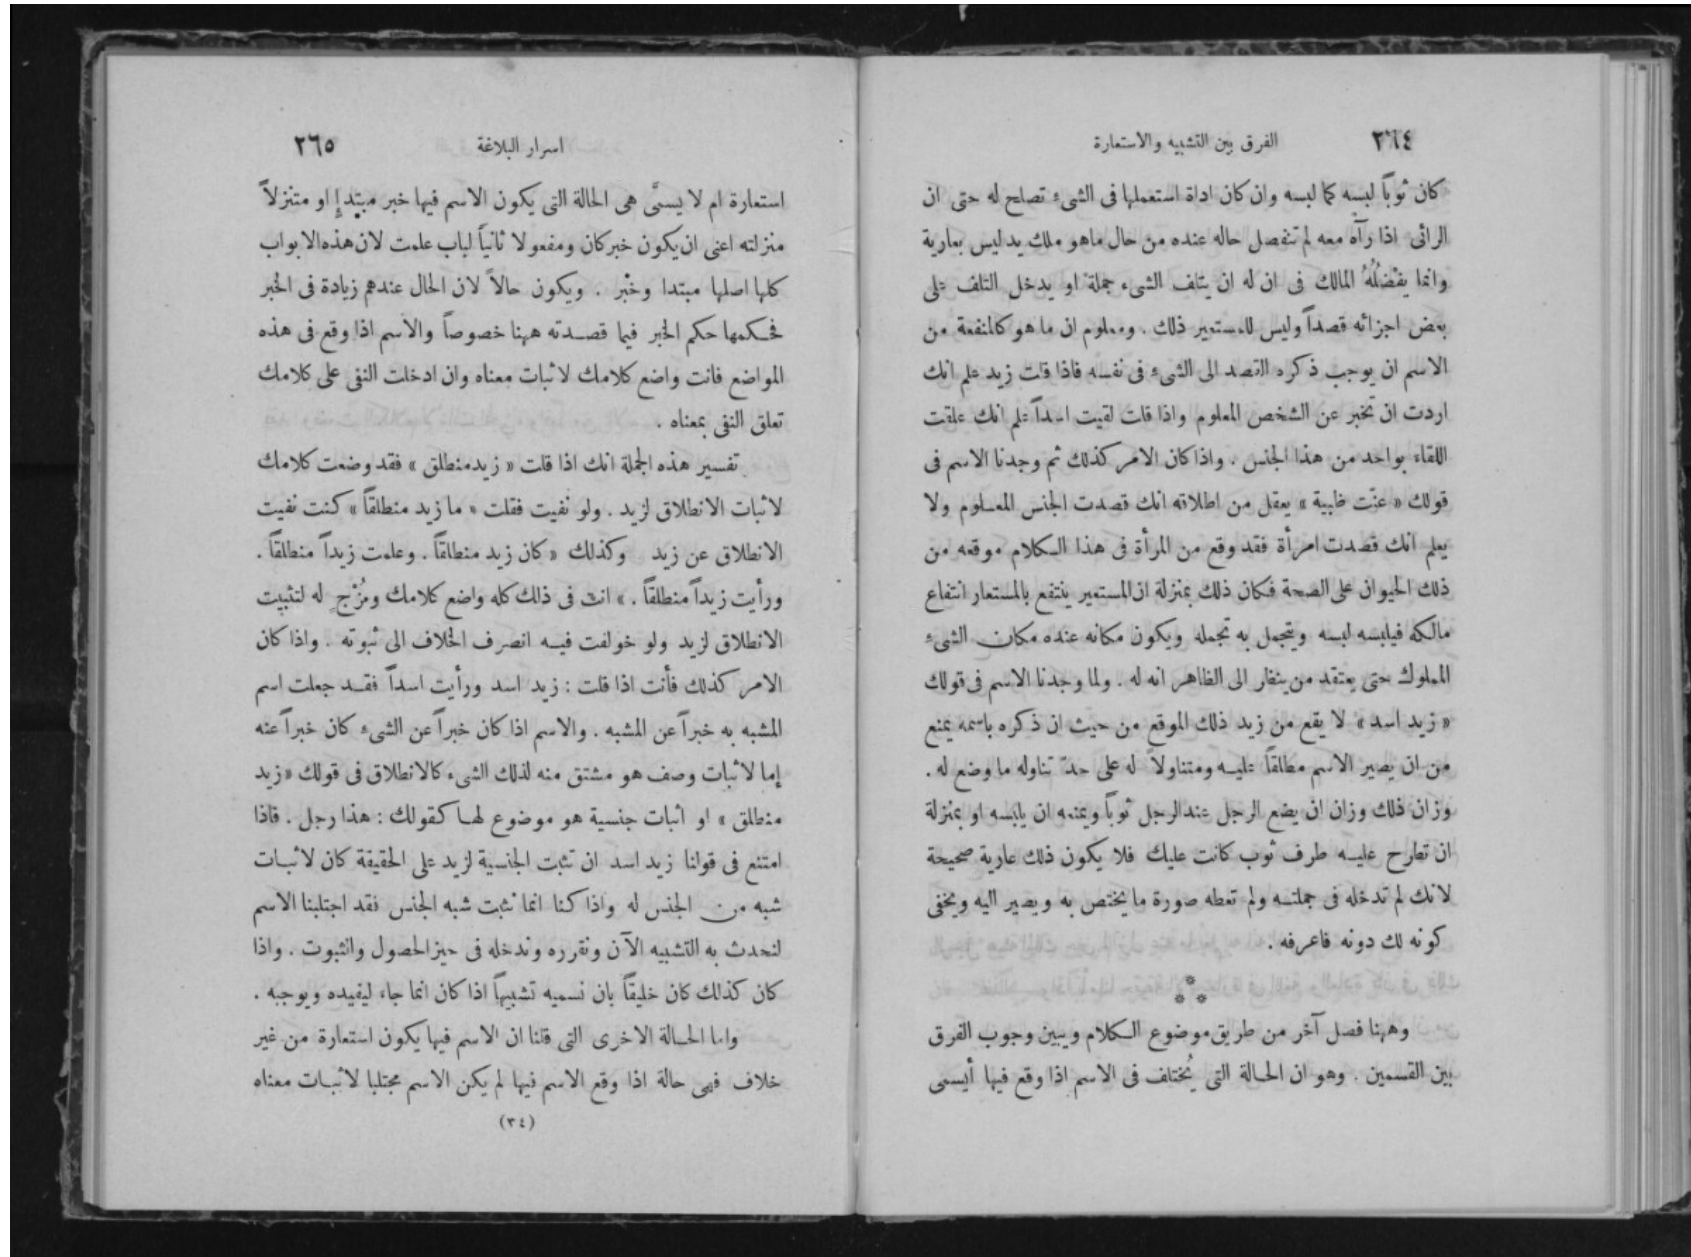 ٢٦٤ الفرق بين التشبيه والاستعارة
كان ثوباً لبسه كما لبسه وان كان اداة استعملها فى الشىء تصلح له حتى ان
الرائى اذا رآه معه لم تنفصل حاله عنده من حال ماهو ملك يد ليس بعارية
وانما يفْضُلُهُ المالك فى ان له ان يتلف الشىء جملة او يدخل التلف على
بعض اجزائه قصداً وليس للمستعير ذلك . ومعلوم ان ما هو كالمنفعة من
الاسم ان يوجب ذكره القصد الى الشىء فى نفسه فاذا قلت زيد علم انك
اردت ان تخبر عن الشخص المعلوم واذا قلت لقيت اسداً علم انك علقت
اللقاء بواحد من هذا الجنس . واذا كان الامر كذلك ثم وجدنا الاسم فى
قولك « عنّت ظبية » يعقل من اطلاقه انك قصدت الجنس المعلوم ولا
يعلم انك قصدت امرأة فقد وقع من المرأة فى هذا الكلام موقعه من
ذلك الحيوان على الصحة فكان ذلك بمنزلة ان المستعير ينتفع بالمستعار انتفاع
مالكه فيلبسه لبسه ويتجمل به تجمله ويكون مكانه عنده مكان الشىء
المملوك حتى يعتقد من ينظر الى الظاهر انه له . ولما وجدنا الاسم فى قولك
« زيد اسد » لا يقع من زيد ذلك الموقع من حيث ان ذكره باسمه يمنع
من ان يصير الاسم مطلقاً عليه ومتناولاً له على حدّ تناوله ما وضع له .
وزان ذلك وزان ان يضع الرجل عند الرجل ثوباً ويمنعه ان يلبسه او بمنزلة
ان تطرح عليه طرف ثوب كانت عليك فلا يكون ذلك عارية صحيحة
لانك لم تدخله فى جملته ولم تعطه صورة ما يختص به ويصير اليه ويخفى
كونه لك دونه فاعرفه .
* * *
وههنا فصل آخر من طريق موضوع الكلام ويبين وجوب الفرق
بين القسمين . وهو ان الحالة التى يُختلف فى الاسم اذا وقع فيها أيسمى
اسرار البلاغة ٢٦٥
استعارة ام لا يسمَّى هى الحالة التى يكون الاسم فيها خبر مبتدإ او متنزلاً
منزلته اعنى ان يكون خبر كان ومفعولا ثانياً لباب علمت لان هذه الابواب
كلها اصلها مبتدا وخبر . ويكون حالاً لان الحال عندهم زيادة فى الخبر
فحكمها حكم الخبر فيما قصدته ههنا خصوصاً والاسم اذا وقع فى هذه
المواضع فانت واضع كلامك لاثبات معناه وان ادخلت النفى على كلامك
تعلق النفى بمعناه .
تفسير هذه الجملة انك اذا قلت « زيد منطلق » فقد وضعت كلامك
لاثبات الانطلاق لزيد . ولو نفيت فقلت « ما زيد منطلقاً » كنت نفيت
الانطلاق عن زيد وكذلك « كان زيد منطلقاً . وعلمت زيداً منطلقاً .
ورأيت زيداً منطلقاً . » انت فى ذلك كله واضع كلامك ومُزْجٍ له لتثبيت
الانطلاق لزيد ولو خولفت فيه انصرف الخلاف الى ثبوته . واذا كان
الامر كذلك فأنت اذا قلت : زيد اسد ورأيت اسداً فقد جعلت اسم
المشبه به خبراً عن المشبه . والاسم اذا كان خبراً عن الشىء كان خبراً عنه
إما لاثبات وصف هو مشتق منه لذلك الشىء كالانطلاق فى قولك « زيد
منطلق » او اثبات جنسية هو موضوع لها كقولك : هذا رجل . فاذا
امتنع فى قولنا زيد اسد ان تثبت الجنسية لزيد على الحقيقة كان لاثبات
شبه من الجنس له واذا كنا انما نثبت شبه الجنس فقد اجتلبنا الاسم
لنحدث به التشبيه الآن ونقرره وندخله فى حيز الحصول والثبوت . واذا
كان كذلك كان خليقاً بان نسميه تشبيهاً اذا كان انما جاء ليفيده ويوجبه .
واما الحالة الاخرى التى قلنا ان الاسم فيها يكون استعارة من غير
خلاف فهى حالة اذا وقع الاسم فيها لم يكن الاسم مجتلبا لاثبات معناه
(٣٤)